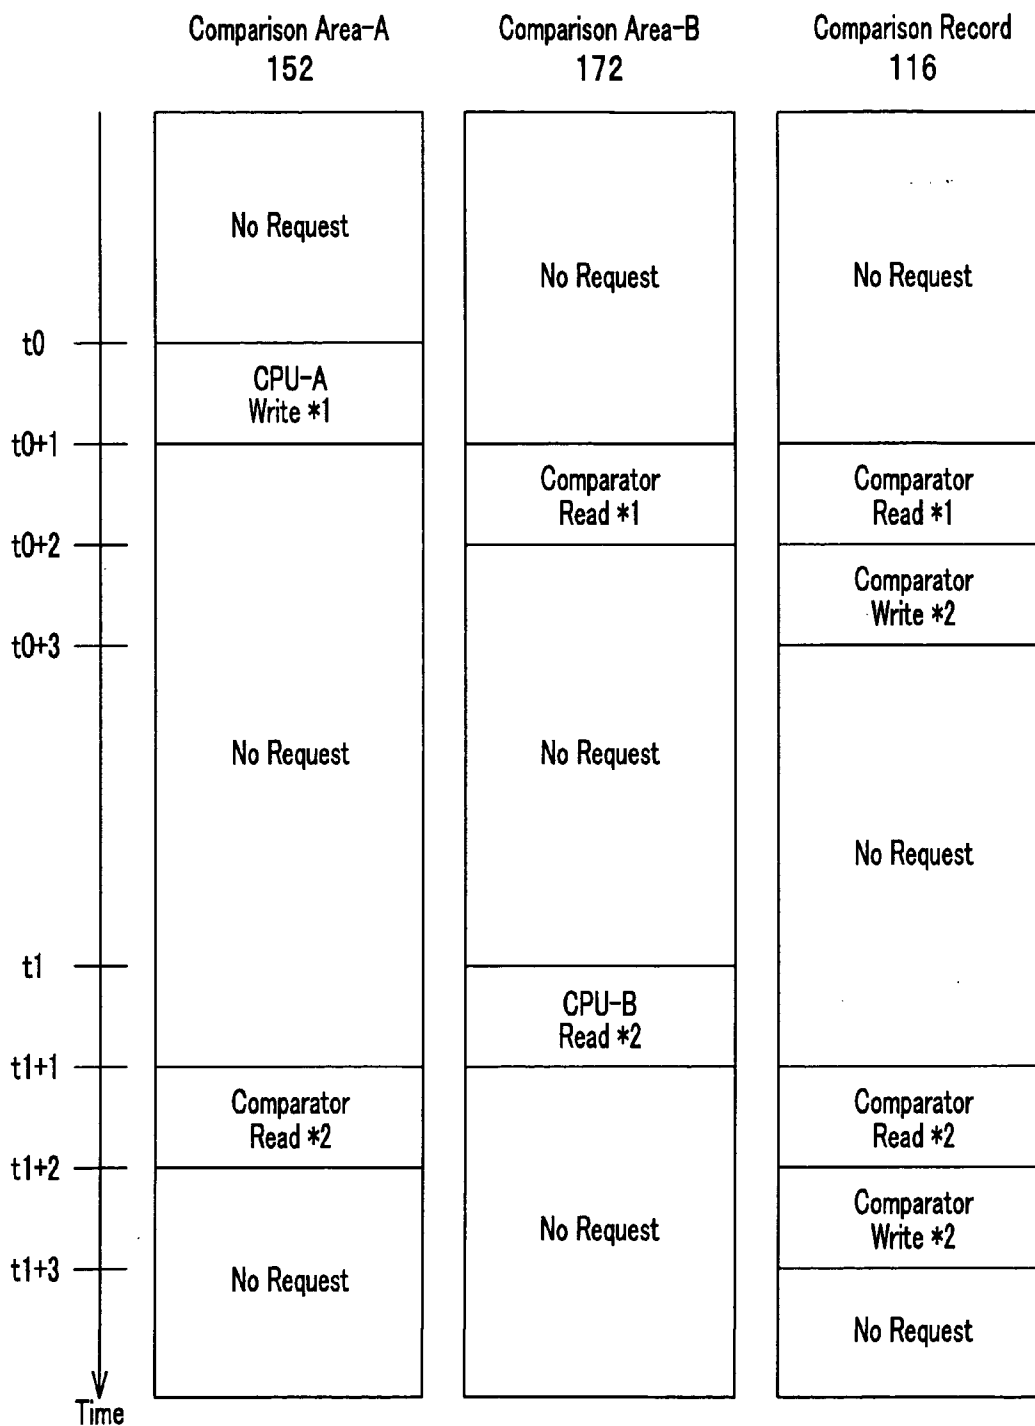 Comparison Area-A
152
Comparison Area-B
172
Comparison Record
116
No Request
No Request
No Request
t0
CPU-A
Write *1
t0+1
Comparator
Read *1
Comparator
Read *1
t0+2
Comparator
Write *2
t0+3
No Request
No Request
No Request
t1
CPU-B
Read *2
t1+1
Comparator
Read *2
Comparator
Read *2
t1+2
Comparator
Write *2
No Request
t1+3
No Request
No Request
Time